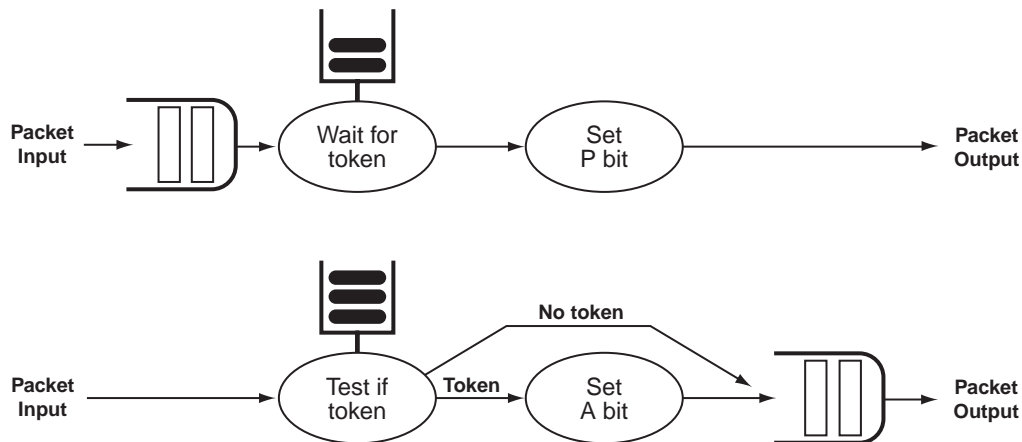 Packet
Input
Wait for
token
Set
P bit
Packet
Output
No token
Packet
Input
Test if
token
Token
Set
A bit
Packet
Output